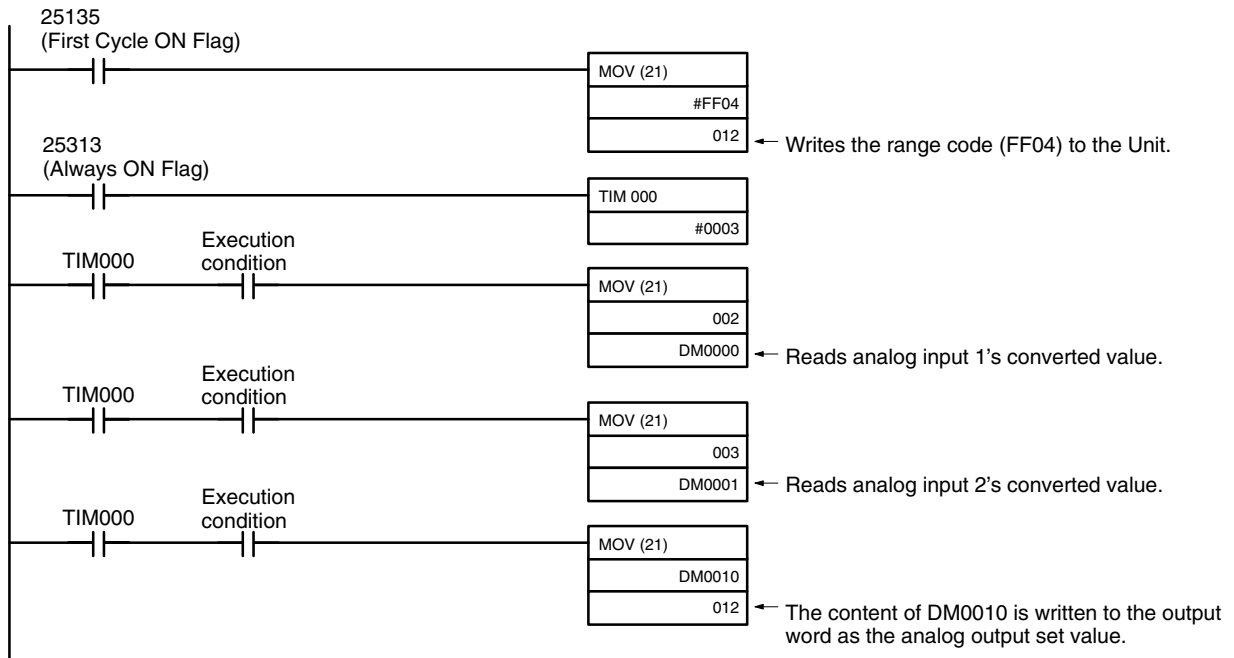 25135
(First Cycle ON Flag)
MOV (21)
#FF04
012
Writes the range code (FF04) to the Unit.
25313
(Always ON Flag)
TIM 000
#0003
TIM000
Execution
condition
MOV (21)
002
DM0000
Reads analog input 1's converted value.
TIM000
Execution
condition
MOV (21)
003
DM0001
Reads analog input 2's converted value.
TIM000
Execution
condition
MOV (21)
DM0010
012
The content of DM0010 is written to the output
word as the analog output set value.